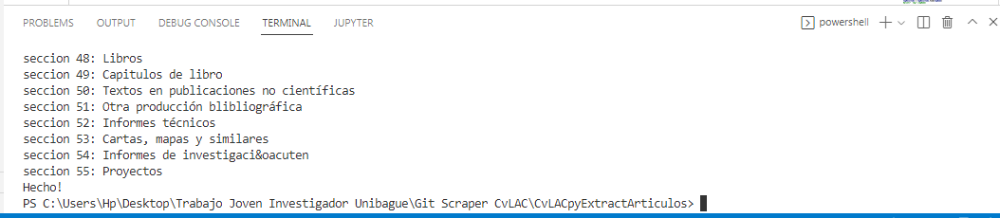 PROBLEMS OUTPUT DEBUG CONSOLE TERMINAL JUPYTER powershell
seccion 48: Libros
seccion 49: Capitulos de libro
seccion 50: Textos en publicaciones no científicas
seccion 51: Otra producción blibliográfica
seccion 52: Informes técnicos
seccion 53: Cartas, mapas y similares
seccion 54: Informes de investigaci&oacuten
seccion 55: Proyectos
Hecho!
PS C:\Users\Hp\Desktop\Trabajo Joven Investigador Unibague\Git Scraper CvLAC\CvLACpyExtractArticulos>